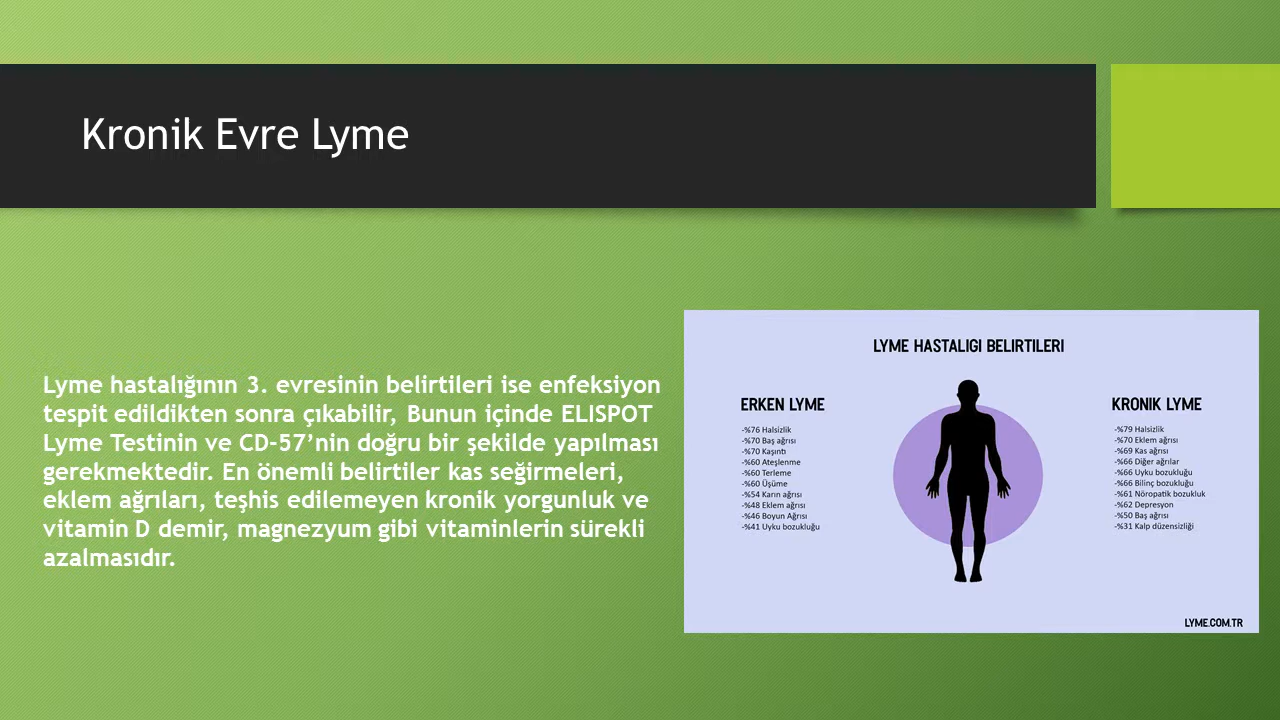 Kronik Evre Lyme
Lyme hastalığının 3. evresinin belirtileri ise enfeksiyon
tespit edildikten sonra çıkabilir, Bunun içinde ELISPOT
Lyme Testinin ve CD-57’nin doğru bir şekilde yapılması
gerekmektedir. En önemli belirtiler kas seğirmeleri,
eklem ağrıları, teşhis edilemeyen kronik yorgunluk ve
vitamin D demir, magnezyum gibi vitaminlerin sürekli
azalmasıdır.
LYME HASTALIGI BELIRTILERI
ERKEN LYME
-%76 Halsizlik
-%70 Baş ağrısı
-%70 Kaşıntı
-%60 Ateşlenme
-%60 Terleme
-%60 Üşüme
-%54 Karın ağrısı
-%48 Eklem ağrısı
-%46 Boyun Ağrısı
-%41 Uyku bozukluğu
KRONIK LYME
-%79 Halsizlik
-%70 Eklem ağrısı
-%69 Kas ağrısı
-%66 Diğer ağrılar
-%66 Uyku bozukluğu
-%66 Bilinç bozukluğu
-%61 Nöropatik bozukluk
-%62 Depresyon
-%50 Baş ağrısı
-%31 Kalp düzensizliği
LYME.COM.TR